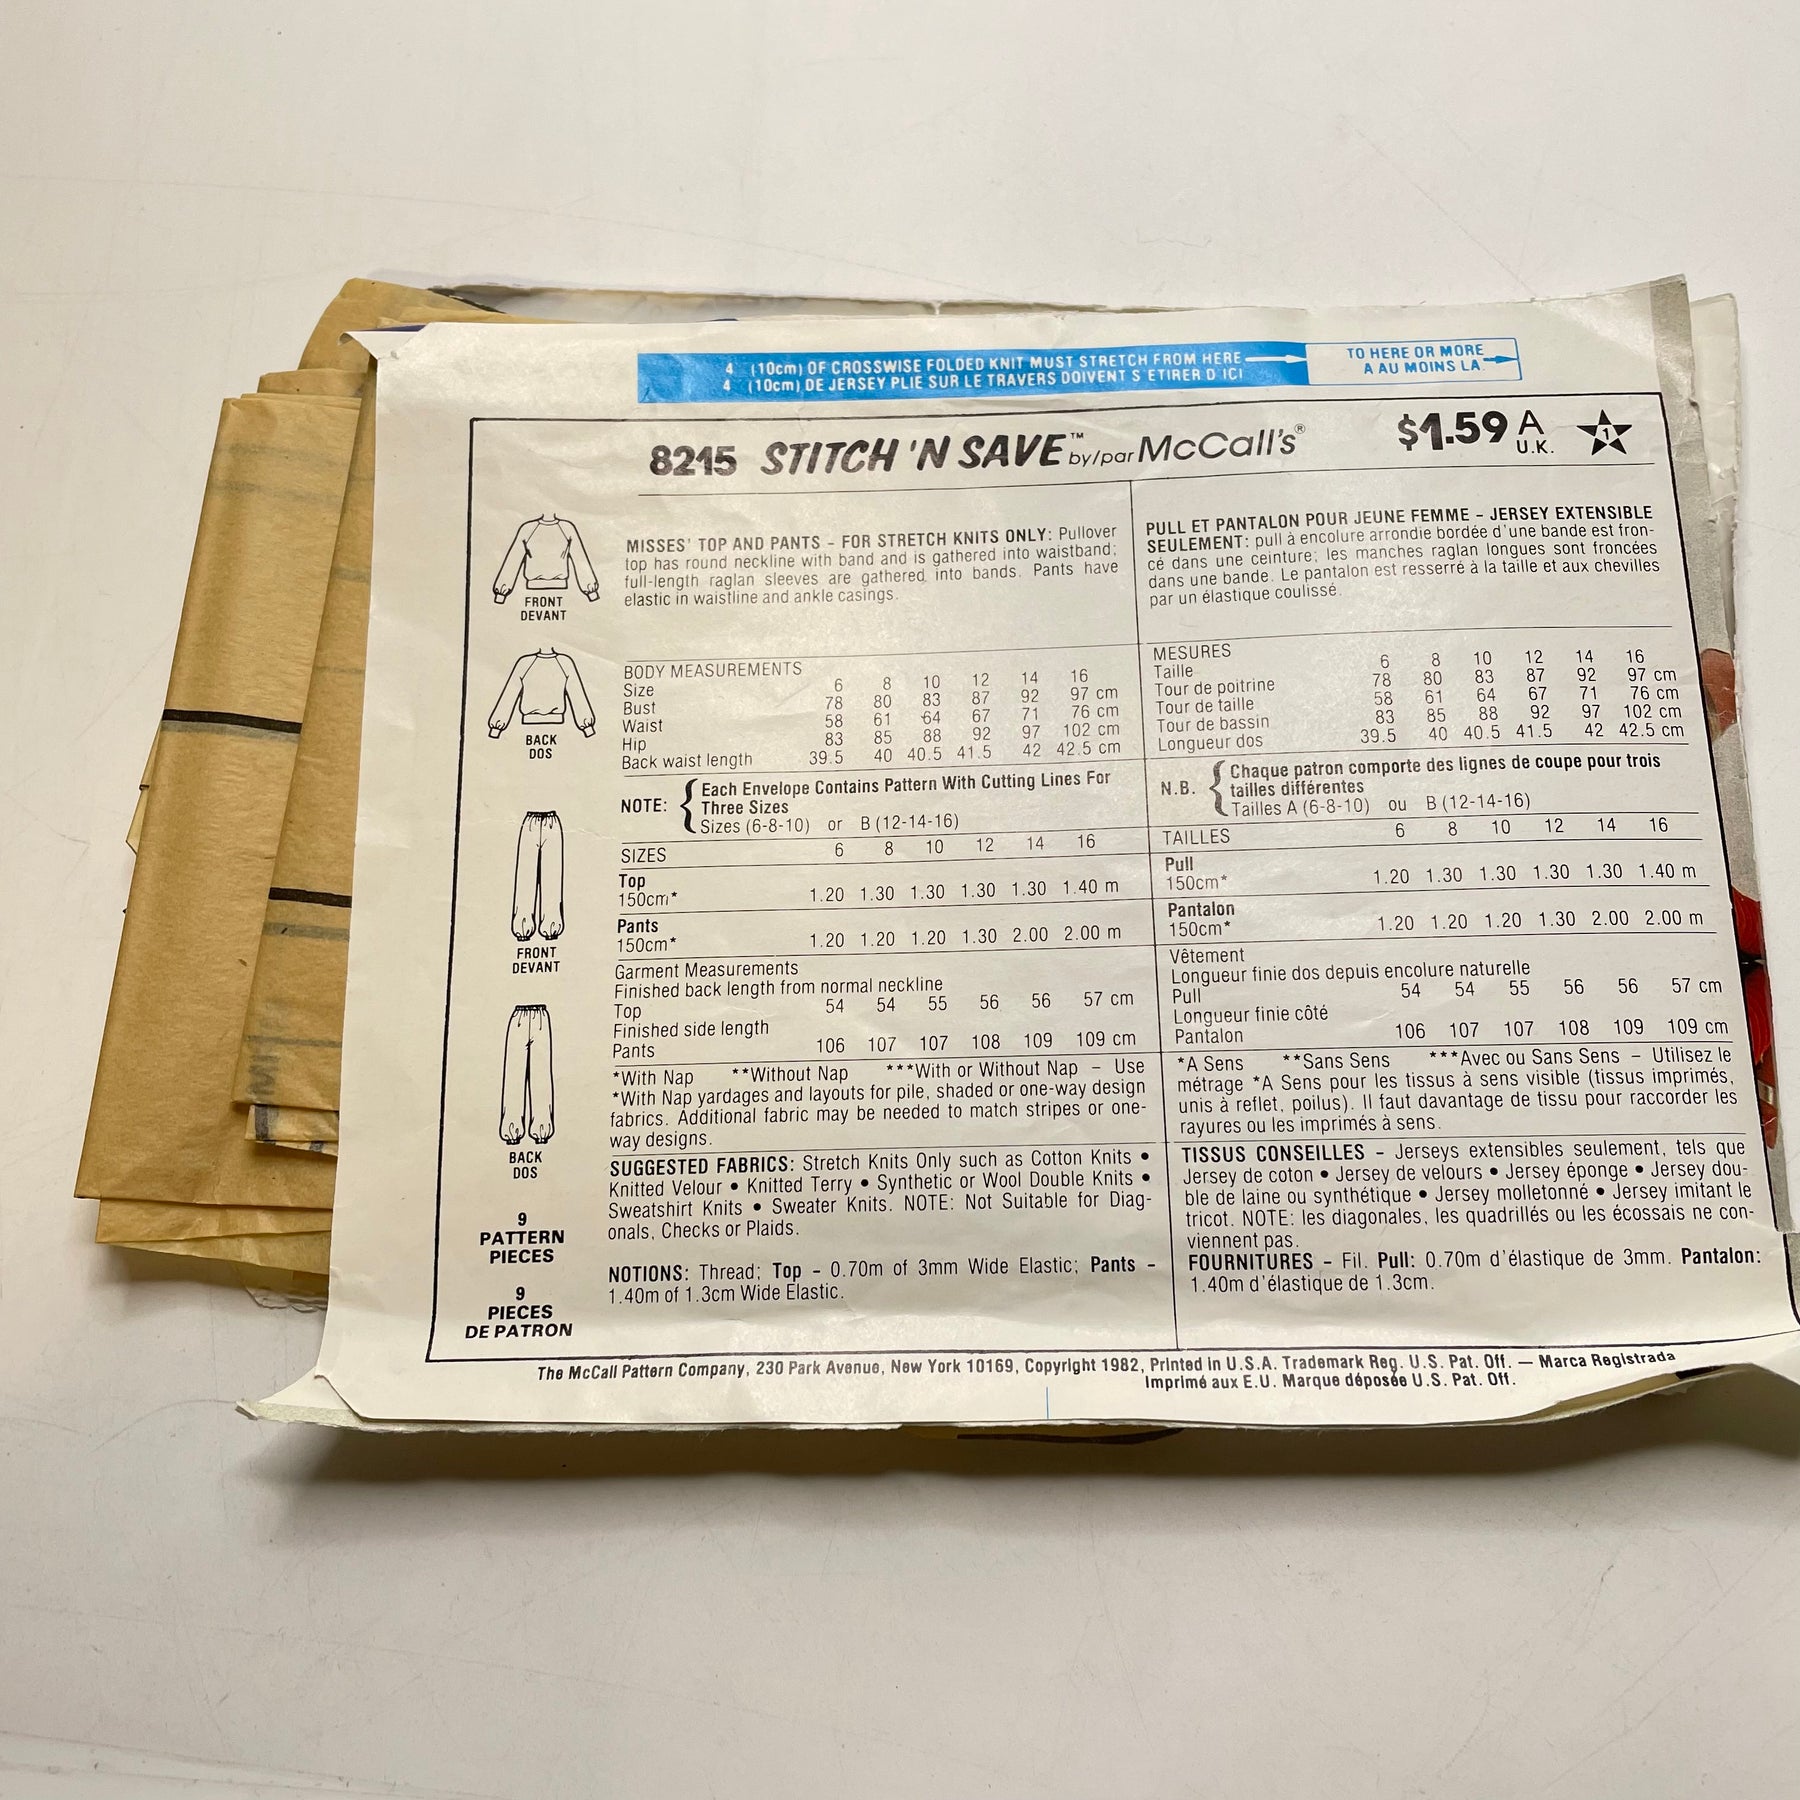 4 (10cm) OF CROSSWISE FOLDED KNIT MUST STRETCH FROM HERE
4 (10cm) DE JERSEY PLIE SUR LE TRAVERS DOIVENT S ETIRER D ICI
TO HERE OR MORE
A AU MOINS LA
8215 STITCH 'N SAVE™ by/par McCall's®
$1.59 A
U.K.
1
FRONT
DEVANT
BACK
DOS
FRONT
DEVANT
BACK
DOS
9
PATTERN
PIECES
9
PIECES
DE PATRON
MISSES' TOP AND PANTS - FOR STRETCH KNITS ONLY: Pullover
top has round neckline with band and is gathered into waistband;
full-length raglan sleeves are gathered into bands. Pants have
elastic in waistline and ankle casings.
BODY MEASUREMENTS
Size 6 8 10 12 14 16
Bust 78 80 83 87 92 97 cm
Waist 58 61 64 67 71 76 cm
Hip 83 85 88 92 97 102 cm
Back waist length 39.5 40 40.5 41.5 42 42.5 cm
NOTE: { Each Envelope Contains Pattern With Cutting Lines For
Three Sizes
Sizes (6-8-10) or B (12-14-16)
SIZES 6 8 10 12 14 16
Top
150cm* 1.20 1.30 1.30 1.30 1.30 1.40 m
Pants
150cm* 1.20 1.20 1.20 1.30 2.00 2.00 m
Garment Measurements
Finished back length from normal neckline
Top 54 54 55 56 56 57 cm
Finished side length
Pants 106 107 107 108 109 109 cm
*With Nap **Without Nap ***With or Without Nap - Use
*With Nap yardages and layouts for pile, shaded or one-way design
fabrics. Additional fabric may be needed to match stripes or one-
way designs.
SUGGESTED FABRICS: Stretch Knits Only such as Cotton Knits •
Knitted Velour • Knitted Terry • Synthetic or Wool Double Knits •
Sweatshirt Knits • Sweater Knits. NOTE: Not Suitable for Diag-
onals, Checks or Plaids.
NOTIONS: Thread; Top - 0.70m of 3mm Wide Elastic; Pants -
1.40m of 1.3cm Wide Elastic.
PULL ET PANTALON POUR JEUNE FEMME - JERSEY EXTENSIBLE
SEULEMENT: pull à encolure arrondie bordée d'une bande est fron-
cé dans une ceinture; les manches raglan longues sont froncées
dans une bande. Le pantalon est resserré à la taille et aux chevilles
par un élastique coulissé.
MESURES
Taille 6 8 10 12 14 16
Tour de poitrine 78 80 83 87 92 97 cm
Tour de taille 58 61 64 67 71 76 cm
Tour de bassin 83 85 88 92 97 102 cm
Longueur dos 39.5 40 40.5 41.5 42 42.5 cm
N.B. { Chaque patron comporte des lignes de coupe pour trois
tailles différentes
Tailles A (6-8-10) ou B (12-14-16)
TAILLES 6 8 10 12 14 16
Pull
150cm* 1.20 1.30 1.30 1.30 1.30 1.40 m
Pantalon
150cm* 1.20 1.20 1.20 1.30 2.00 2.00 m
Vêtement
Longueur finie dos depuis encolure naturelle
Pull 54 54 55 56 56 57 cm
Longueur finie côté
Pantalon 106 107 107 108 109 109 cm
*A Sens **Sans Sens ***Avec ou Sans Sens - Utilisez le
métrage *A Sens pour les tissus à sens visible (tissus imprimés,
unis à reflet, poilus). Il faut davantage de tissu pour raccorder les
rayures ou les imprimés à sens.
TISSUS CONSEILLES - Jerseys extensibles seulement, tels que
Jersey de coton • Jersey de velours • Jersey éponge • Jersey dou-
ble de laine ou synthétique • Jersey molletonné • Jersey imitant le
tricot. NOTE: les diagonales, les quadrillés ou les écossais ne con-
viennent pas.
FOURNITURES - Fil. Pull: 0.70m d'élastique de 3mm. Pantalon:
1.40m d'élastique de 1.3cm.
The McCall Pattern Company, 230 Park Avenue, New York 10169, Copyright 1982, Printed in U.S.A. Trademark Reg. U.S. Pat. Off. — Marca Registrada
Imprimé aux E.U. Marque déposée U.S. Pat. Off.